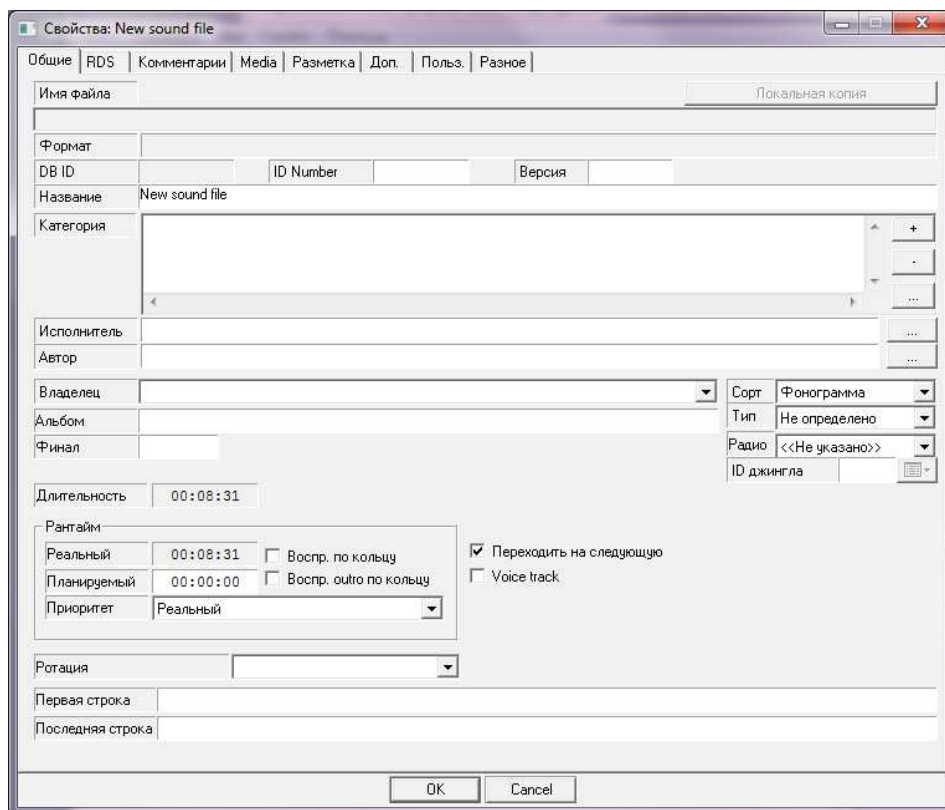 Свойства: New sound file
Общие RDS Комментарии Media Разметка Доп. Польз. Разное
Имя файла Локальная копия
Формат
DB ID ID Number Версия
Название New sound file
Категория +
-
...
Исполнитель ...
Автор ...
Владелец Сорт Фонограмма
Альбом Тип Не определено
Финал Радио <<Не указано>>
ID джингла
Длительность 00:08:31
Рантайм
Реальный 00:08:31 Воспр. по кольцу Переходить на следующую
Планируемый 00:00:00 Воспр. outro по кольцу Voice track
Приоритет Реальный
Ротация
Первая строка
Последняя строка
OK Cancel